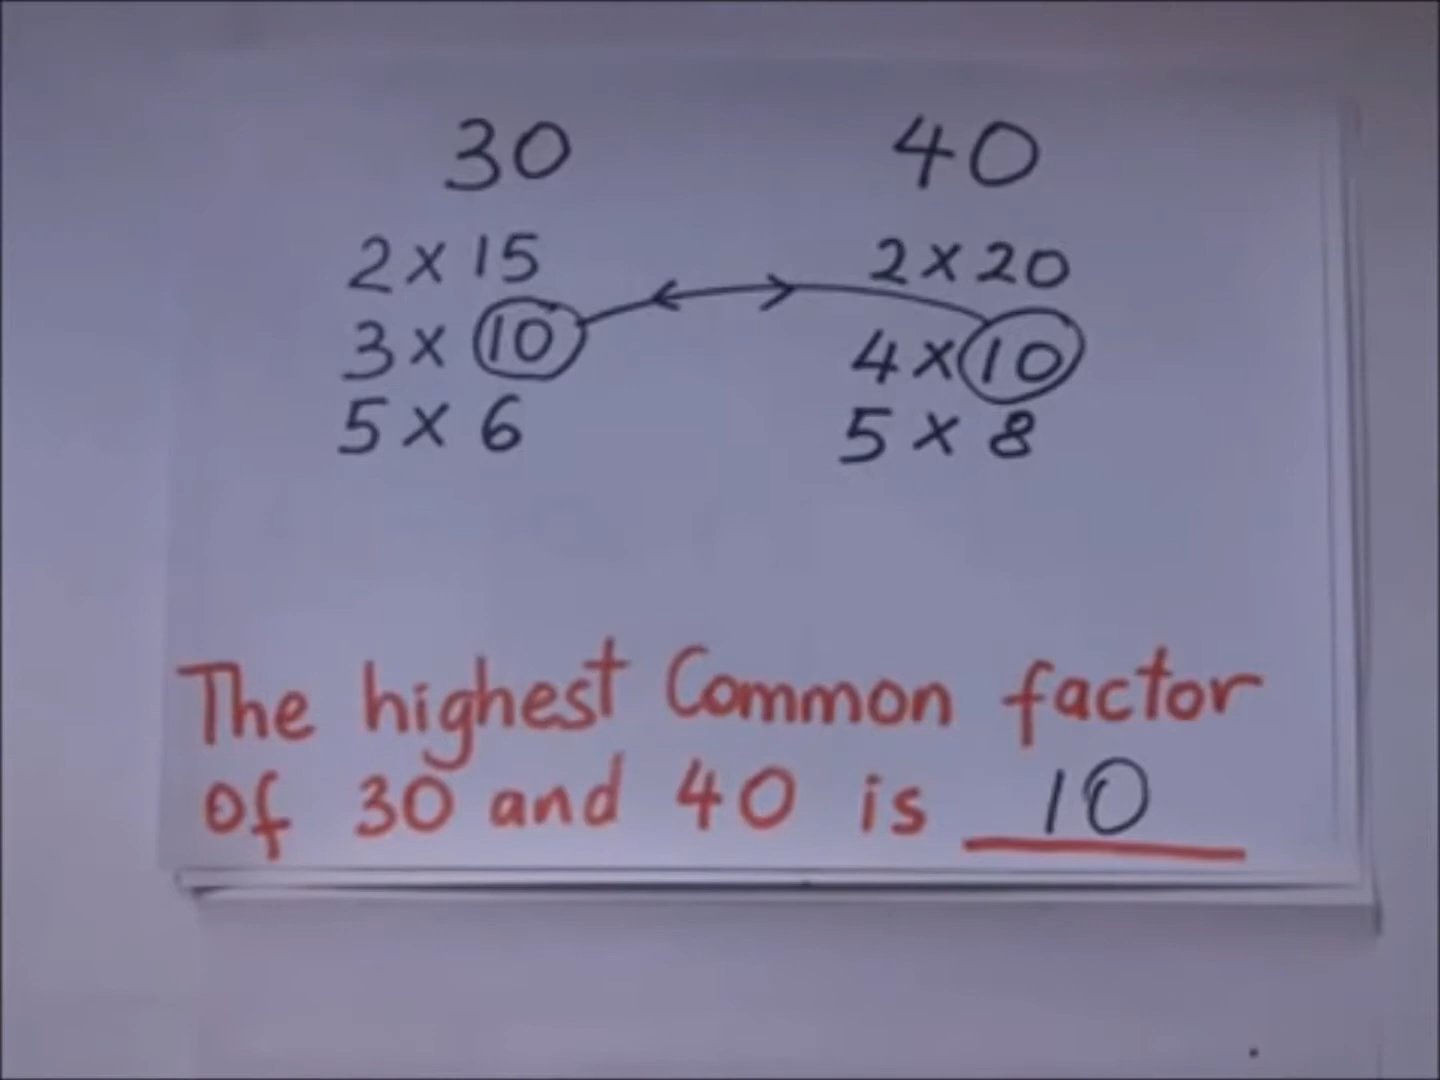 30 40
2 x 15 2 x 20
3 x 10 4 x 10
5 x 6 5 x 8
The highest Common factor
of 30 and 40 is 10